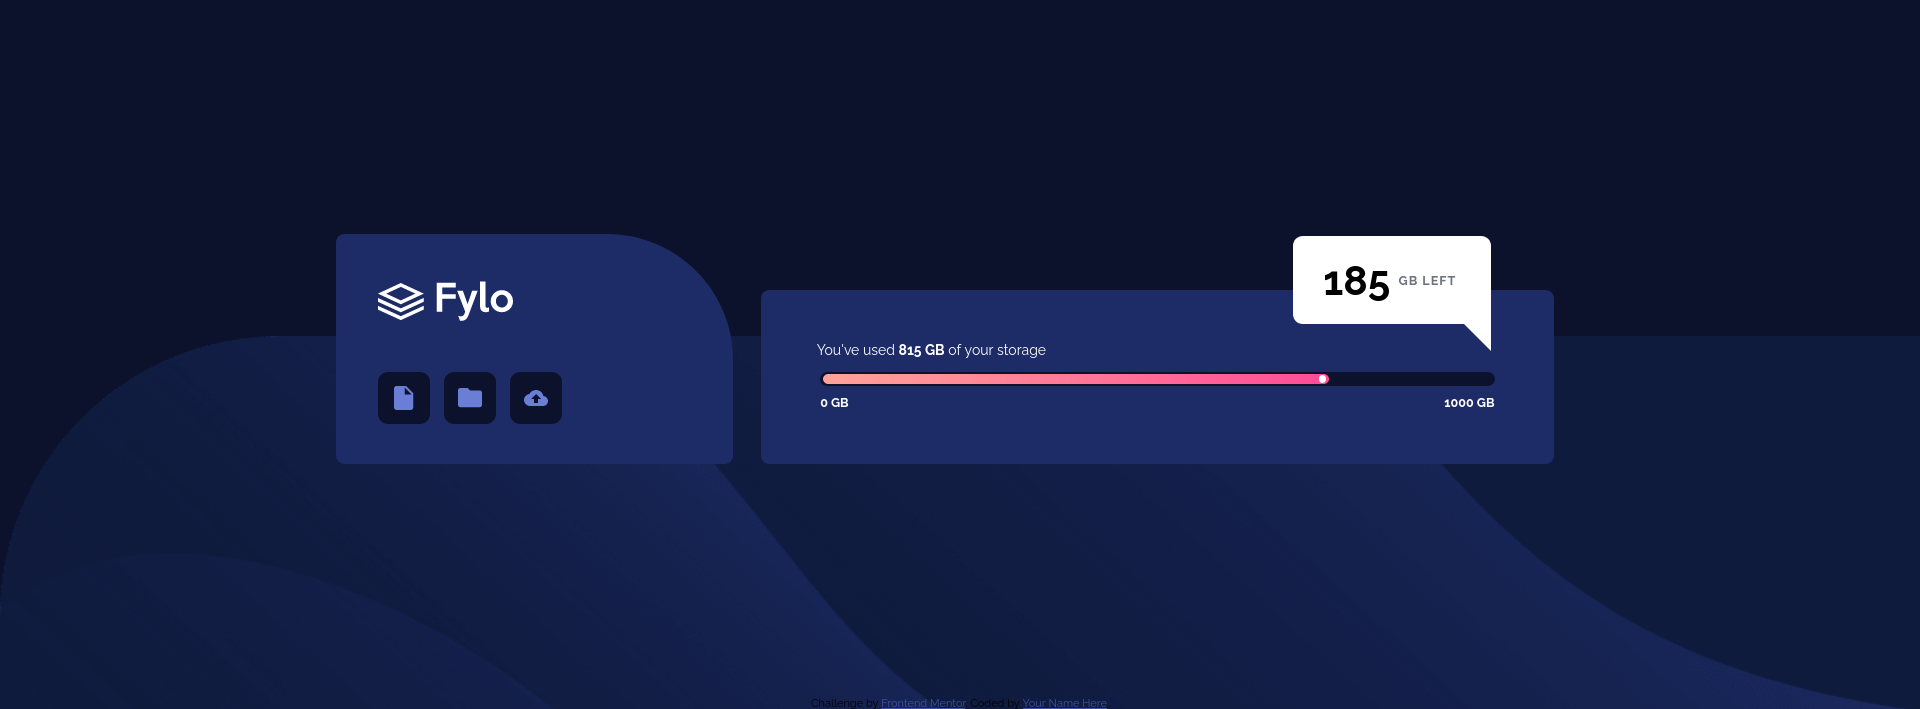 Fylo
185 GB LEFT
You've used 815 GB of your storage
0 GB
1000 GB
Challenge by Frontend Mentor. Coded by Your Name Here.